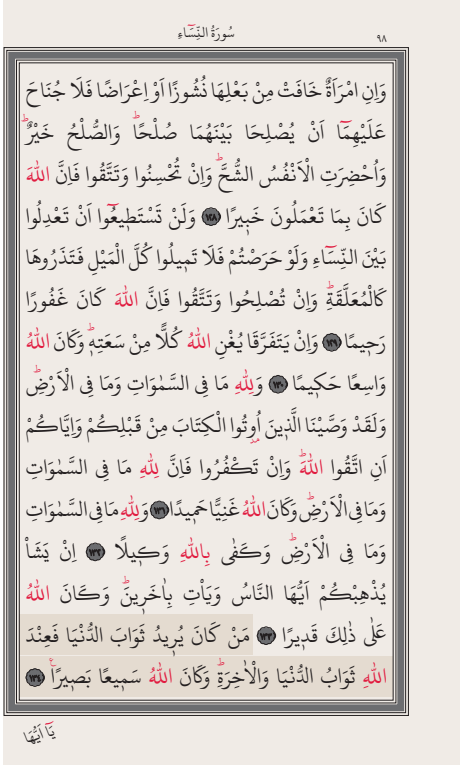 سُورَةُ النِّسَٓاءِ
٩٨
وَاِنِ امْرَاَةٌ خَافَتْ مِنْ بَعْلِهَا نُشُوزًا اَوْ اِعْرَاضًا فَلَا جُنَاحَ
عَلَيْهِمَٓا اَنْ يُصْلِحَا بَيْنَهُمَا صُلْحًاۜ وَالصُّلْحُ خَيْرٌۜ
وَاُحْضِرَتِ الْاَنْفُسُ الشُّحَّۜ وَاِنْ تُحْسِنُوا وَتَتَّقُوا فَاِنَّ اللّٰهَ
كَانَ بِمَا تَعْمَلُونَ خَبٖيرًا ﴿١٢٨﴾ وَلَنْ تَسْتَطٖيعُٓوا اَنْ تَعْدِلُوا
بَيْنَ النِّسَٓاءِ وَلَوْ حَرَصْتُمْ فَلَا تَمٖيلُوا كُلَّ الْمَيْلِ فَتَذَرُوهَا
كَالْمُعَلَّقَةِۜ وَاِنْ تُصْلِحُوا وَتَتَّقُوا فَاِنَّ اللّٰهَ كَانَ غَفُورًا
رَحٖيمًا ﴿١٢٩﴾ وَاِنْ يَتَفَرَّقَا يُغْنِ اللّٰهُ كُلًّا مِنْ سَعَتِهٖۜ وَكَانَ اللّٰهُ
وَاسِعًا حَكٖيمًا ﴿١٣٠﴾ وَلِلّٰهِ مَا فِي السَّمٰوَاتِ وَمَا فِي الْاَرْضِۜ
وَلَقَدْ وَصَّيْنَا الَّذٖينَ اُو۫تُوا الْكِتَابَ مِنْ قَبْلِكُمْ وَاِيَّاكُمْ
اَنِ اتَّقُوا اللّٰهَۜ وَاِنْ تَكْفُرُوا فَاِنَّ لِلّٰهِ مَا فِي السَّمٰوَاتِ
وَمَا فِي الْاَرْضِۜ وَكَانَ اللّٰهُ غَنِيًّا حَمٖيدًا ﴿١٣١﴾ وَلِلّٰهِ مَا فِي السَّمٰوَاتِ
وَمَا فِي الْاَرْضِۜ وَكَفٰى بِاللّٰهِ وَكٖيلًا ﴿١٣٢﴾ اِنْ يَشَأْ
يُذْهِبْكُمْ اَيُّهَا النَّاسُ وَيَأْتِ بِاٰخَرٖينَۜ وَكَانَ اللّٰهُ
عَلٰى ذٰلِكَ قَدٖيرًا ﴿١٣٣﴾ مَنْ كَانَ يُرٖيدُ ثَوَابَ الدُّنْيَا فَعِنْدَ
اللّٰهِ ثَوَابُ الدُّنْيَا وَالْاٰخِرَةِۜ وَكَانَ اللّٰهُ سَمٖيعًا بَصٖيرًا ﴿١٣٤﴾
يَٓا اَيُّهَا